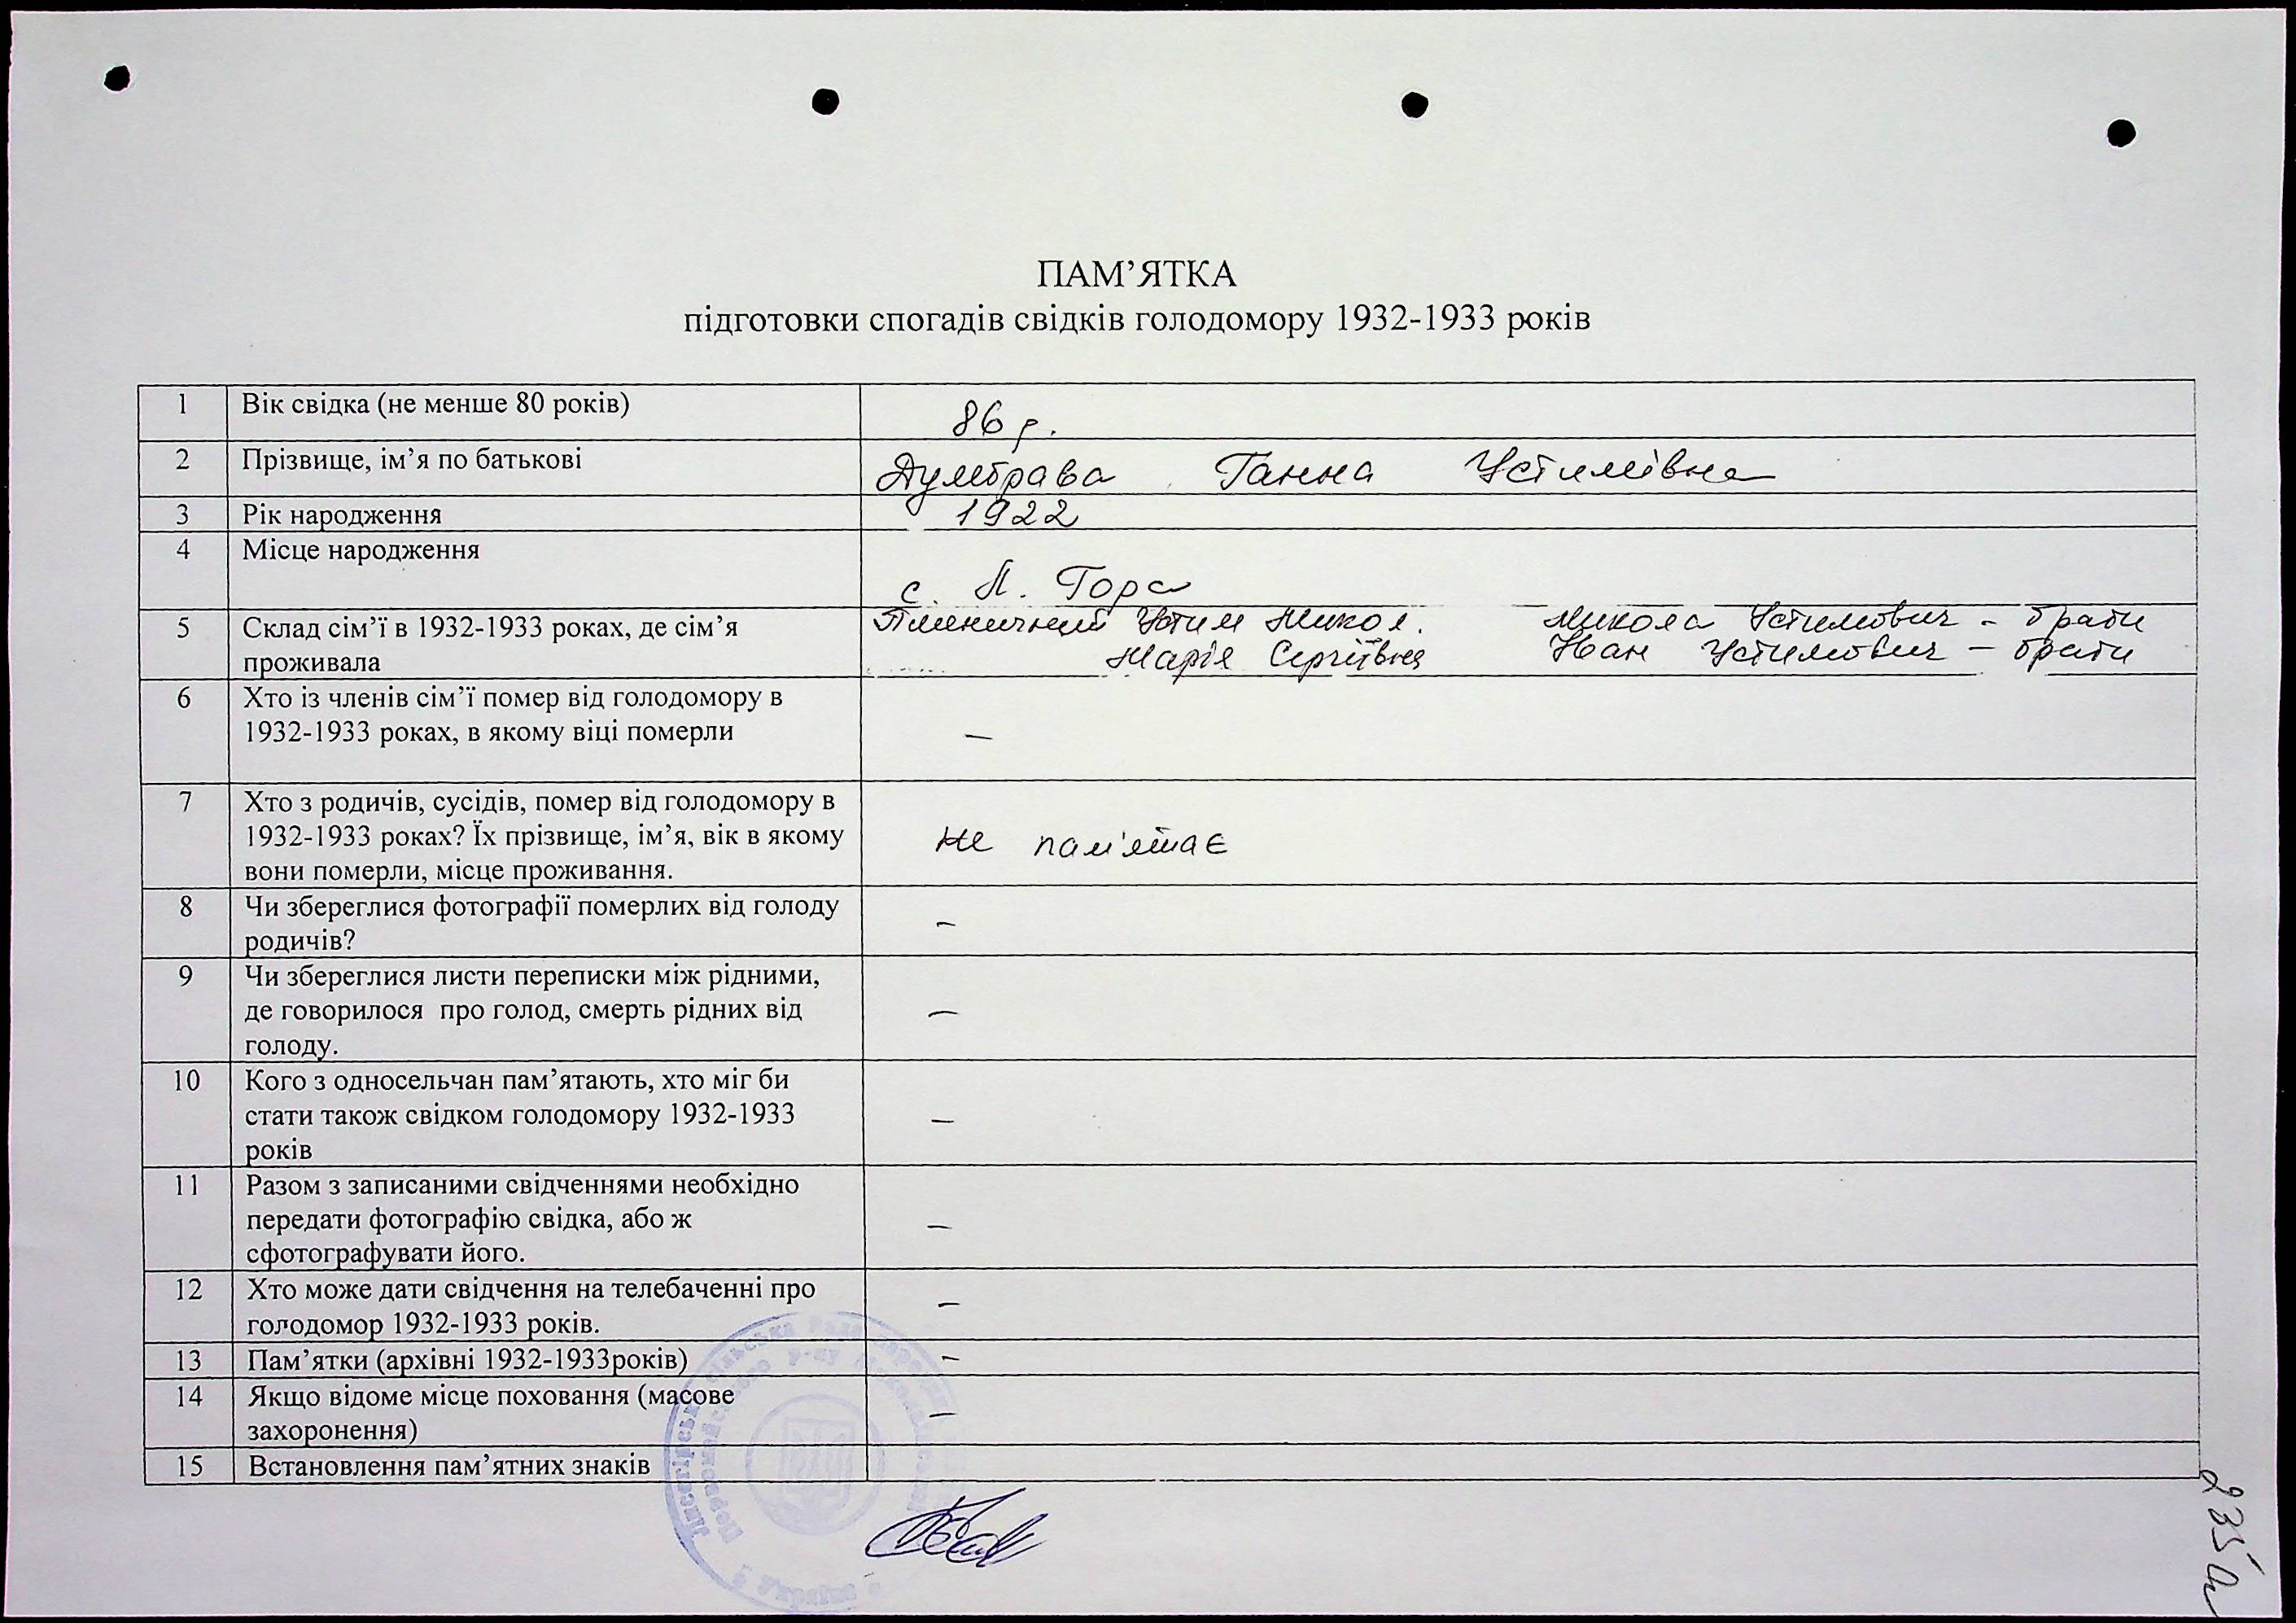 ПАМ’ЯТКА
підготовки спогадів свідків голодомору 1932-1933 років
1 Вік свідка (не менше 80 років) 86 р.
2 Прізвище, ім’я по батькові Думбрава Ганна Устимівна
3 Рік народження 1922
4 Місце народження с. Л. Гора
5 Склад сім’ї в 1932-1933 роках, де сім’я Пшеничний Устим Микол. Микола Устимович - брати
проживала Марія Сергіївна Іван Устимович - брати
6 Хто із членів сім’ї помер від голодомору в
1932-1933 роках, в якому віці померли –
7 Хто з родичів, сусідів, помер від голодомору в
1932-1933 роках? Їх прізвище, ім’я, вік в якому не пам'ятає
вони померли, місце проживання.
8 Чи збереглися фотографії померлих від голоду –
родичів?
9 Чи збереглися листи переписки між рідними,
де говорилося про голод, смерть рідних від –
голоду.
10 Кого з односельчан пам’ятають, хто міг би
стати також свідком голодомору 1932-1933 –
років
11 Разом з записаними свідченнями необхідно
передати фотографію свідка, або ж –
сфотографувати його.
12 Хто може дати свідчення на телебаченні про –
голодомор 1932-1933 років.
13 Пам’ятки (архівні 1932-1933років) –
14 Якщо відоме місце поховання (масове –
захоронення)
15 Встановлення пам’ятних знаків
Україна
235